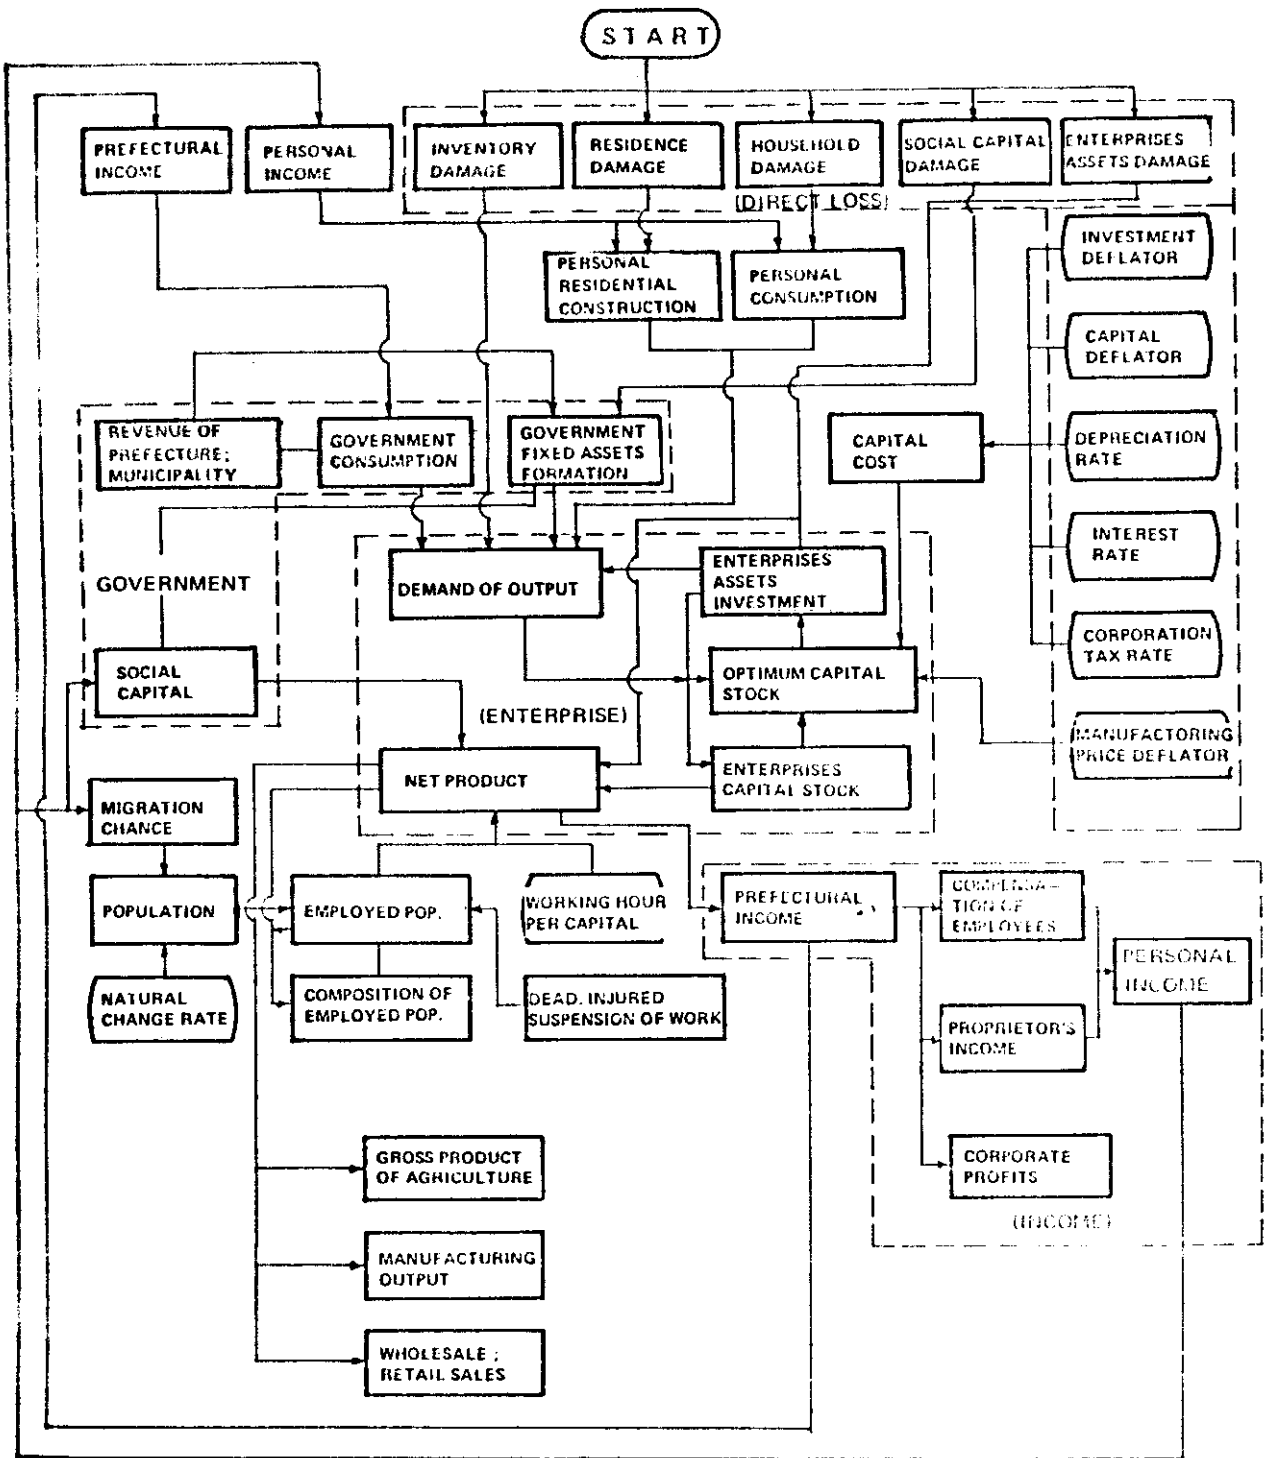 START
PREFECTURAL
INCOME
PERSONAL
INCOME
INVENTORY
DAMAGE
RESIDENCE
DAMAGE
HOUSEHOLD
DAMAGE
SOCIAL CAPITAL
DAMAGE
ENTERPRISES
ASSETS DAMAGE
(DIRECT LOSS)
INVESTMENT
DEFLATOR
PERSONAL
RESIDENTIAL
CONSTRUCTION
PERSONAL
CONSUMPTION
CAPITAL
DEFLATOR
REVENUE OF
PREFECTURE;
MUNICIPALITY
GOVERNMENT
CONSUMPTION
GOVERNMENT
FIXED ASSETS
FORMATION
CAPITAL
COST
DEPRECIATION
RATE
INTEREST
RATE
GOVERNMENT
DEMAND OF OUTPUT
ENTERPRISES
ASSETS
INVESTMENT
CORPORATION
TAX RATE
SOCIAL
CAPITAL
OPTIMUM CAPITAL
STOCK
(ENTERPRISE)
MANUFACTORING
PRICE DEFLATOR
NET PRODUCT
ENTERPRISES
CAPITAL STOCK
MIGRATION
CHANCE
POPULATION
EMPLOYED POP.
WORKING HOUR
PER CAPITAL
PREFECTURAL
INCOME
COMPENSA-
TION OF
EMPLOYEES
PERSONAL
INCOME
NATURAL
CHANGE RATE
COMPOSITION OF
EMPLOYED POP.
DEAD. INJURED
SUSPENSION OF WORK
PROPRIETOR'S
INCOME
GROSS PRODUCT
OF AGRICULTURE
CORPORATE
PROFITS
(INCOME)
MANUFACTURING
OUTPUT
WHOLESALE ;
RETAIL SALES